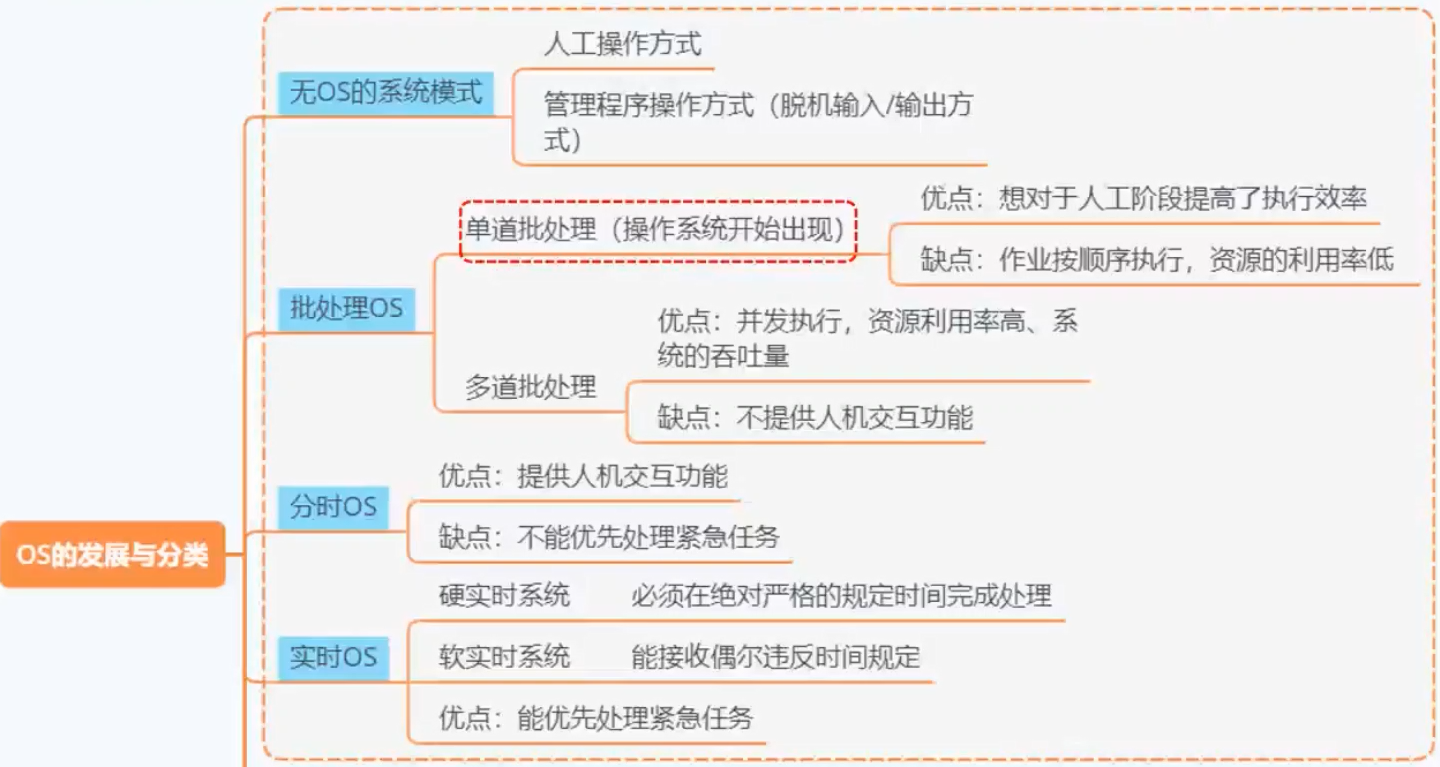 人工操作方式
无OS的系统模式
管理程序操作方式（脱机输入/输出方
式）
单道批处理（操作系统开始出现）
优点：想对于人工阶段提高了执行效率
缺点：作业按顺序执行，资源的利用率低
批处理OS
优点：并发执行，资源利用率高、系
统的吞吐量
多道批处理
缺点：不提供人机交互功能
分时OS
优点：提供人机交互功能
缺点：不能优先处理紧急任务
OS的发展与分类
硬实时系统 必须在绝对严格的规定时间完成处理
实时OS
软实时系统 能接收偶尔违反时间规定
优点：能优先处理紧急任务